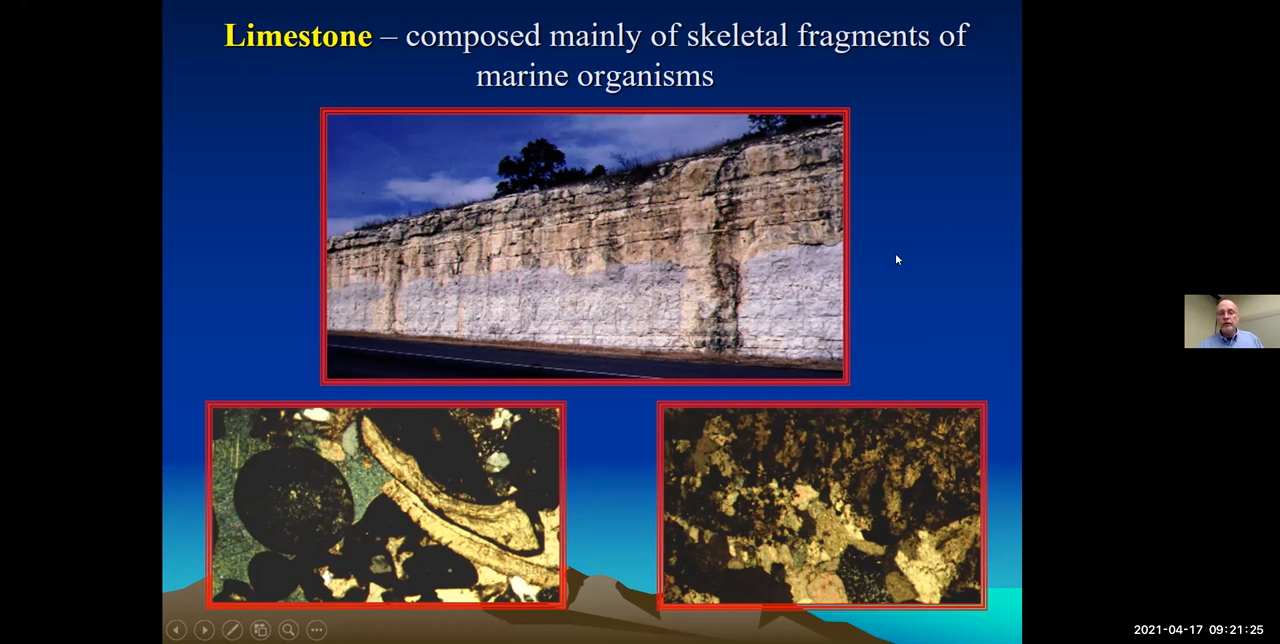 Limestone – composed mainly of skeletal fragments of
marine organisms
2021-04-17 09:21:25